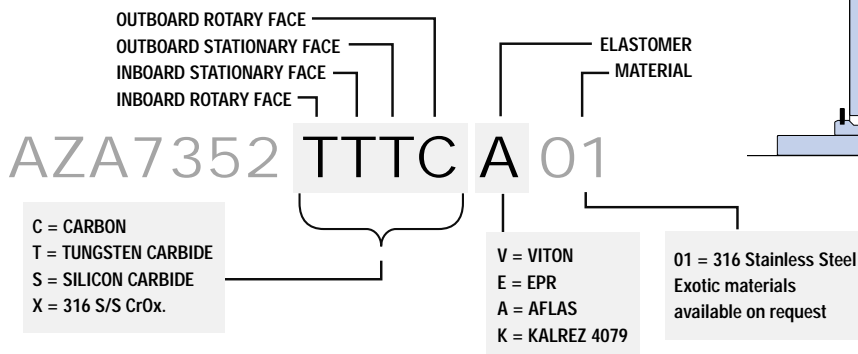 OUTBOARD ROTARY FACE
OUTBOARD STATIONARY FACE
INBOARD STATIONARY FACE
INBOARD ROTARY FACE
ELASTOMER
MATERIAL
AZA7352 TTTC A 01
C = CARBON
T = TUNGSTEN CARBIDE
S = SILICON CARBIDE
X = 316 S/S CrOx.
V = VITON
E = EPR
A = AFLAS
K = KALREZ 4079
01 = 316 Stainless Steel
Exotic materials
available on request